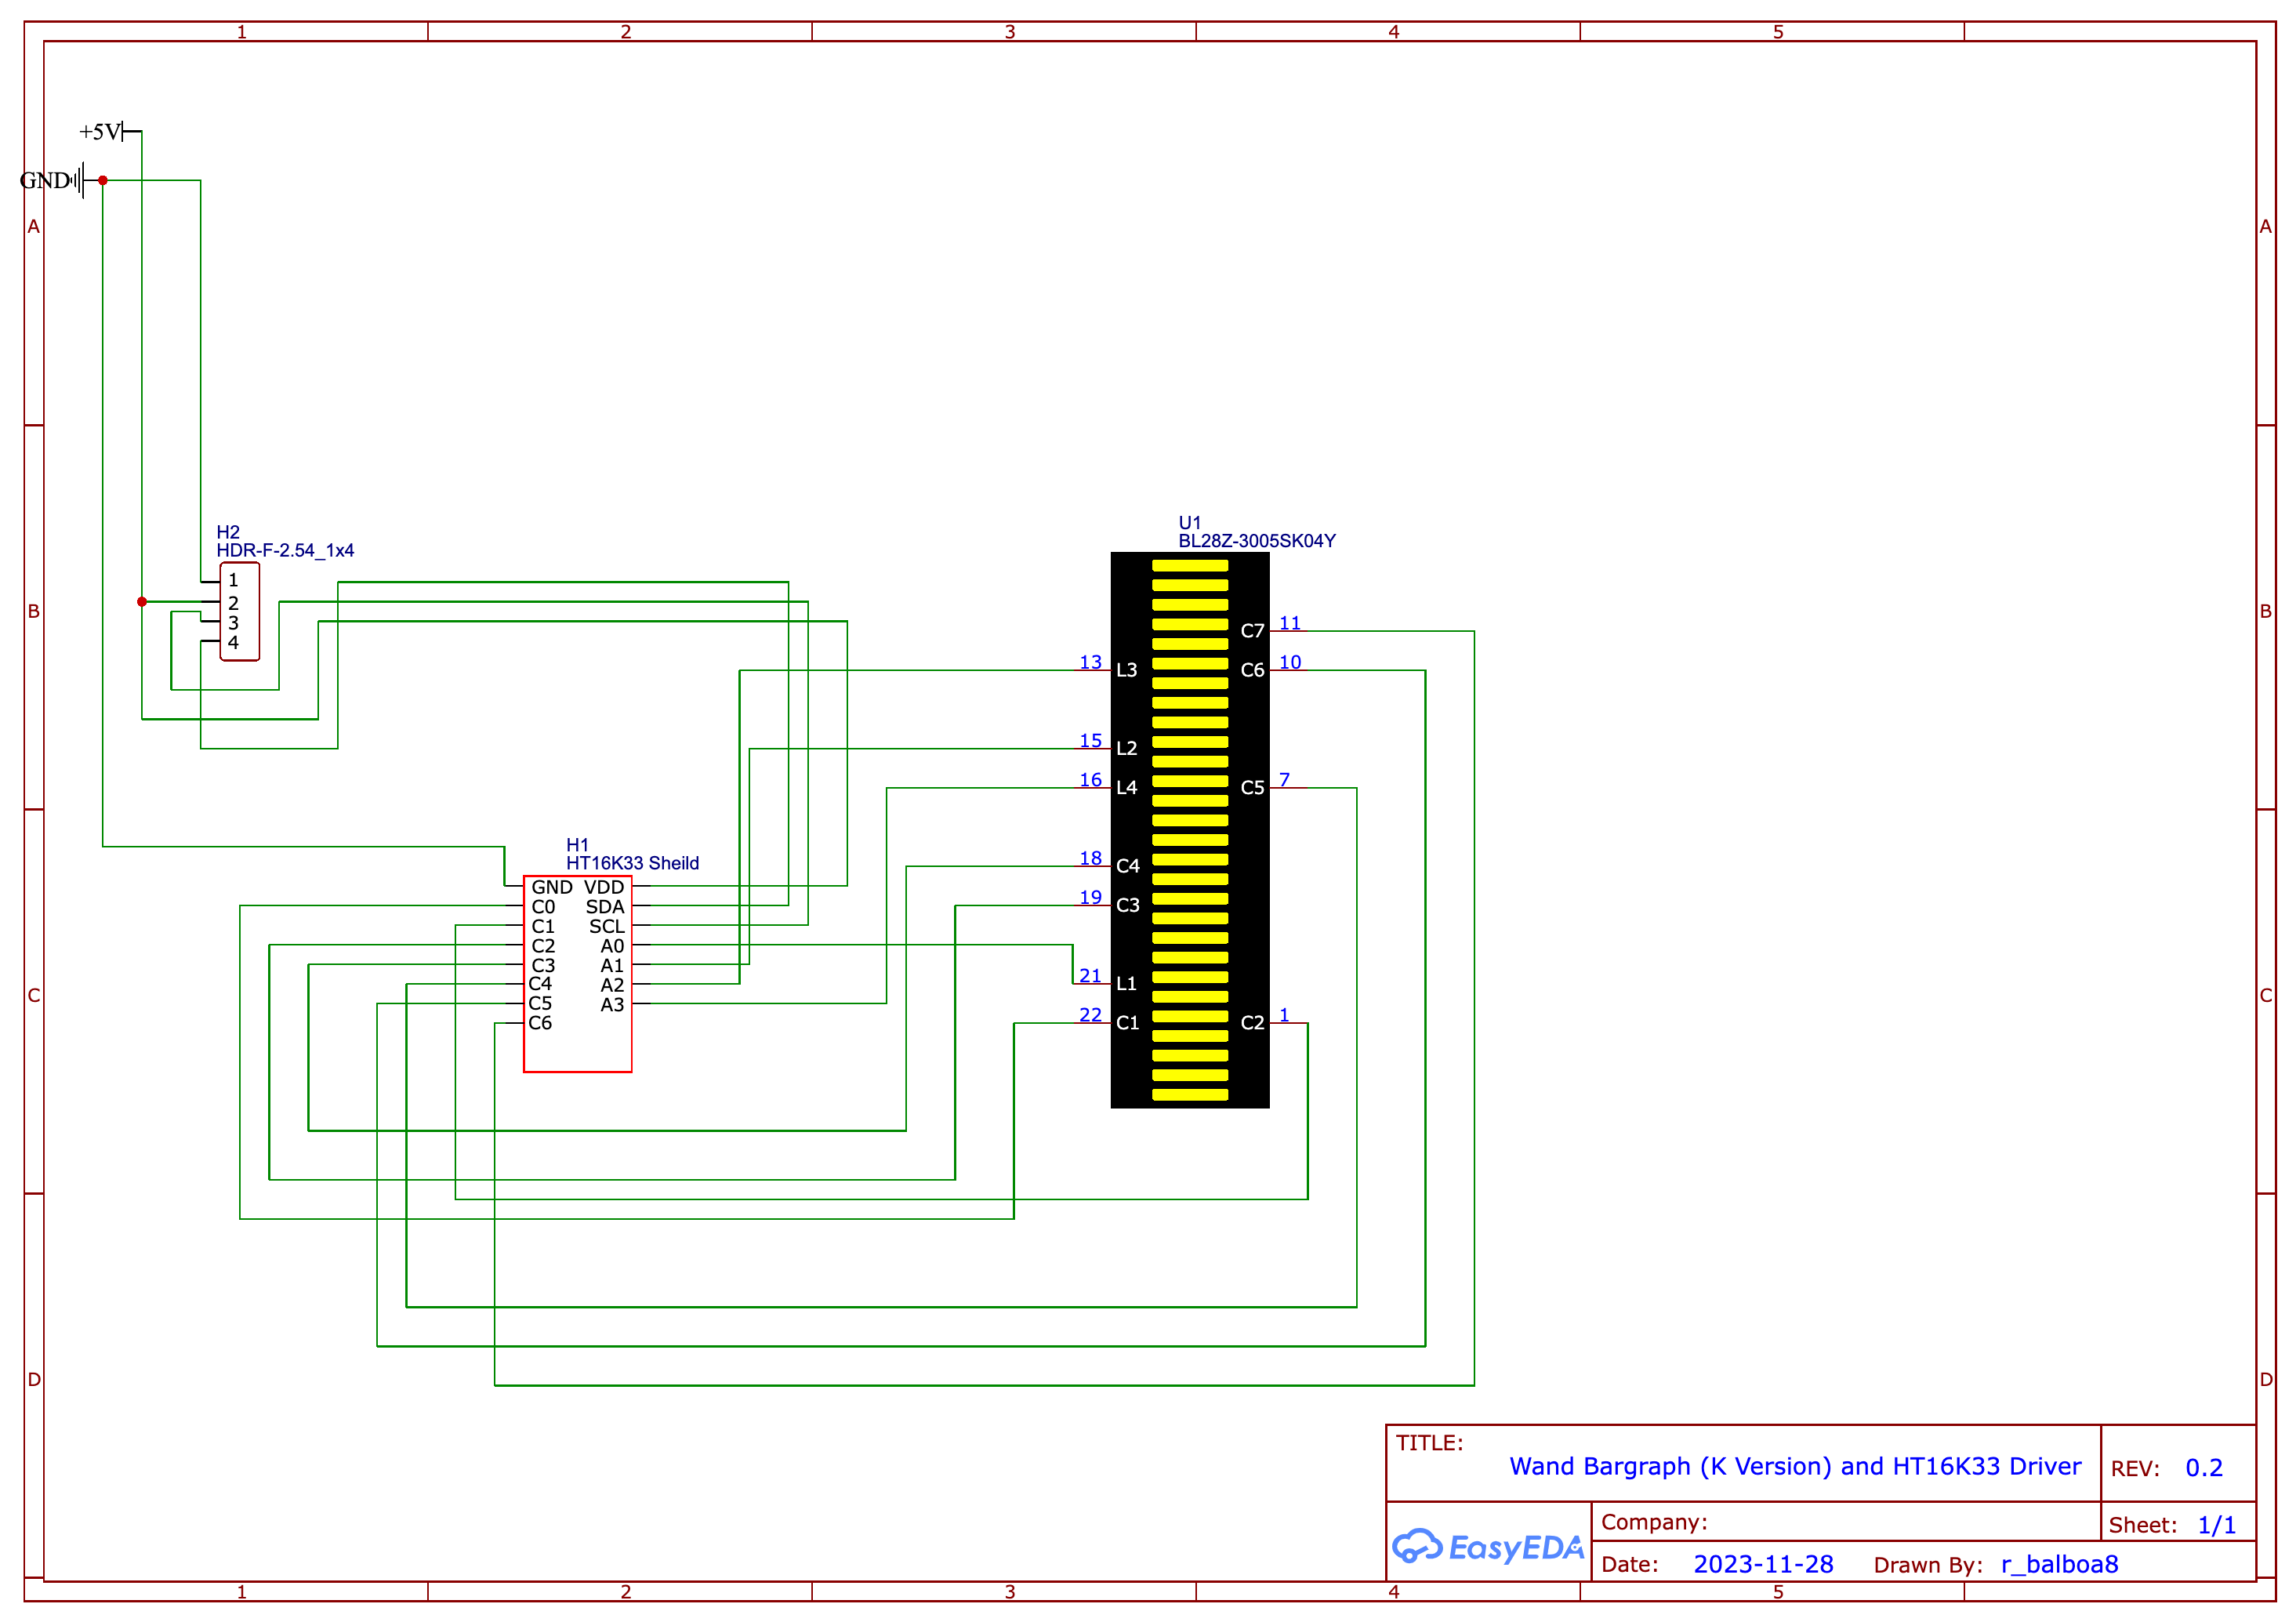 1 2 3 4 5
+5V
GND
A A
H2
HDR-F-2.54_1x4
1
2
3
4
B B
U1
BL28Z-3005SK04Y
C7 11
13 L3 C6 10
15 L2
16 L4 C5 7
18 C4
19 C3
21 L1
22 C1 C2 1
H1
HT16K33 Sheild
GND VDD
C0 SDA
C1 SCL
C2 A0
C3 A1
C4 A2
C5 A3
C6
C C
D D
TITLE:
Wand Bargraph (K Version) and HT16K33 Driver
REV: 0.2
EasyEDA
Company:
Sheet: 1/1
Date: 2023-11-28 Drawn By: r_balboa8
1 2 3 4 5